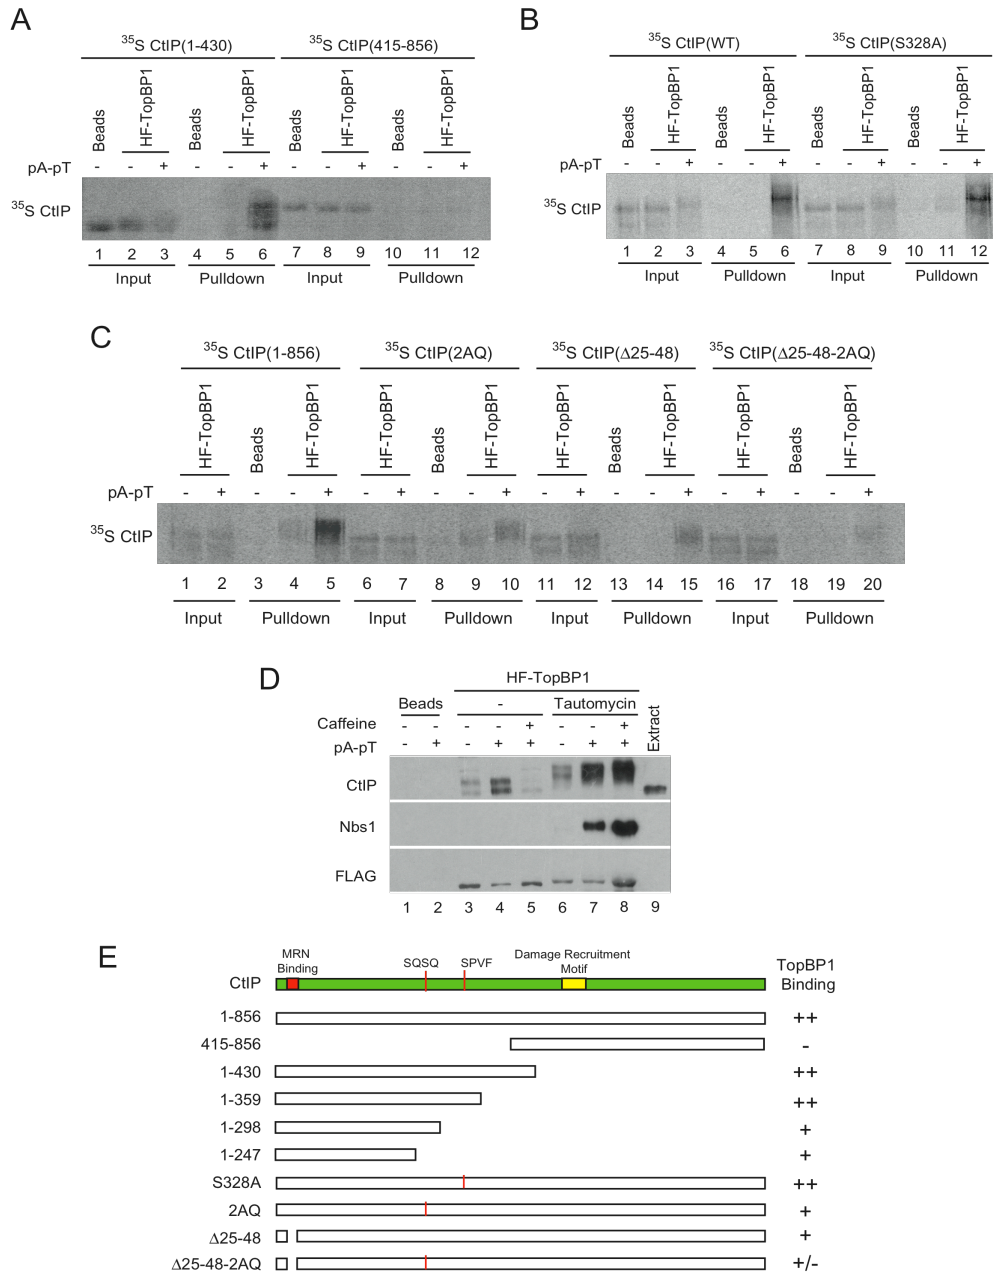 A
35S CtIP(1-430) 35S CtIP(415-856)
Beads HF-TopBP1 Beads HF-TopBP1 Beads HF-TopBP1 Beads HF-TopBP1
pA-pT - - + - - + - - + - - +
35S CtIP
1 2 3 4 5 6 7 8 9 10 11 12
Input Pulldown Input Pulldown
B
35S CtIP(WT) 35S CtIP(S328A)
Beads HF-TopBP1 Beads HF-TopBP1 Beads HF-TopBP1 Beads HF-TopBP1
pA-pT - - + - - + - - + - - +
35S CtIP
1 2 3 4 5 6 7 8 9 10 11 12
Input Pulldown Input Pulldown
C
35S CtIP(1-856) 35S CtIP(2AQ) 35S CtIP(Δ25-48) 35S CtIP(Δ25-48-2AQ)
HF-TopBP1 Beads HF-TopBP1 HF-TopBP1 Beads HF-TopBP1 HF-TopBP1 Beads HF-TopBP1 HF-TopBP1 Beads HF-TopBP1
pA-pT - + - - + - + - - + - + - - + - + - - +
35S CtIP
1 2 3 4 5 6 7 8 9 10 11 12 13 14 15 16 17 18 19 20
Input Pulldown Input Pulldown Input Pulldown Input Pulldown
D
HF-TopBP1
Beads - Tautomycin Extract
Caffeine - - - - + - - +
pA-pT - + - + + - + +
CtIP
Nbs1
FLAG
1 2 3 4 5 6 7 8 9
E
MRN Binding SQSQ SPVF Damage Recruitment Motif
CtIP TopBP1 Binding
1-856 ++
415-856 -
1-430 ++
1-359 ++
1-298 +
1-247 +
S328A ++
2AQ +
Δ25-48 +
Δ25-48-2AQ +/-